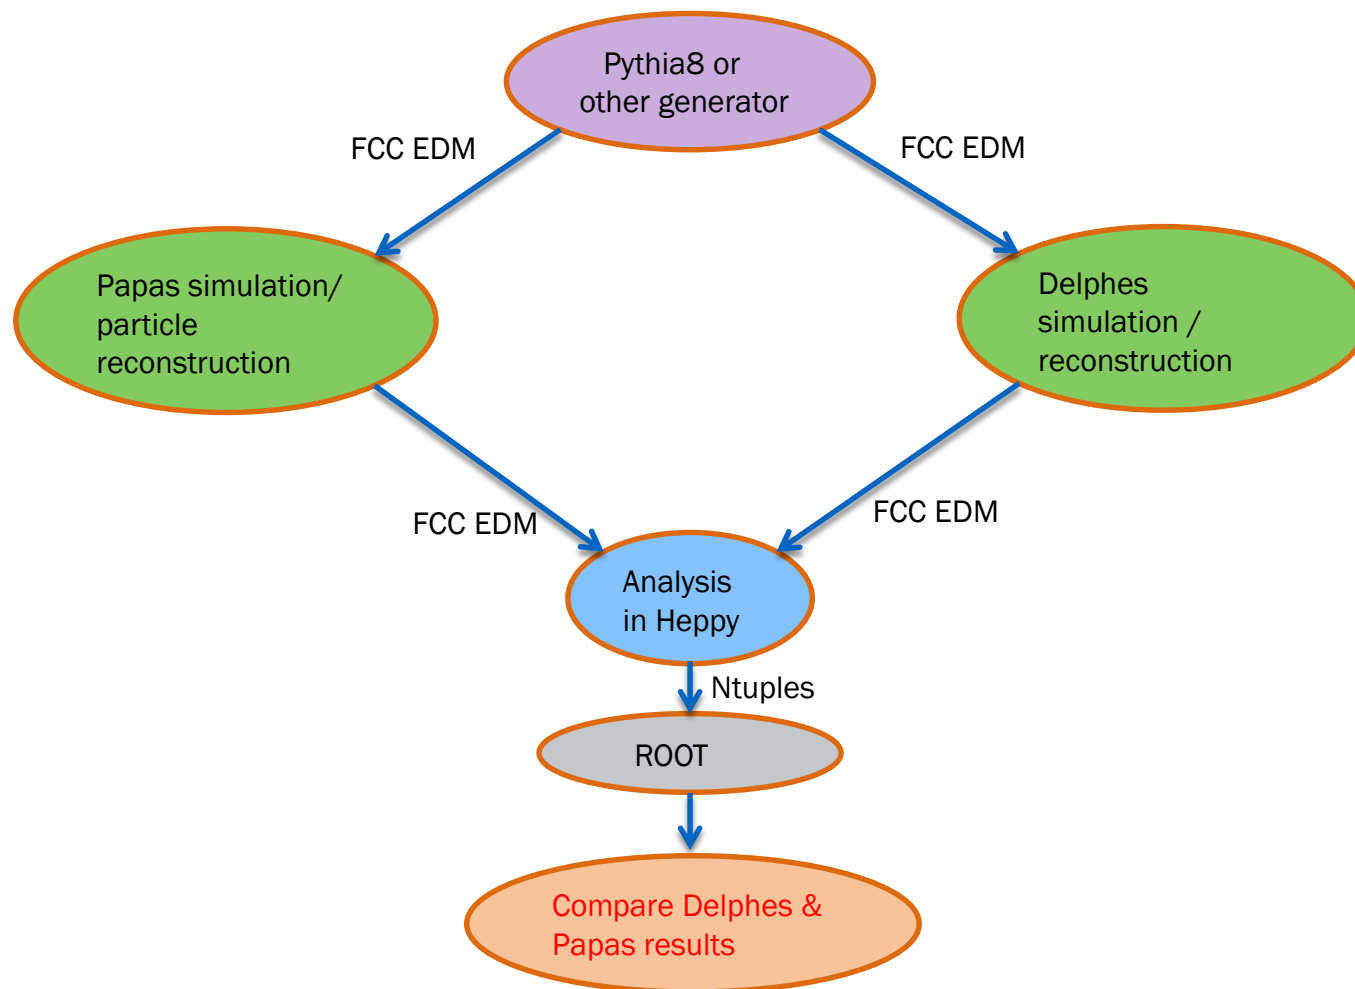 Pythia8 or
other generator
FCC EDM
FCC EDM
Papas simulation/
particle
reconstruction
Delphes
simulation /
reconstruction
FCC EDM
FCC EDM
Analysis
in Heppy
Ntuples
ROOT
Compare Delphes &
Papas results